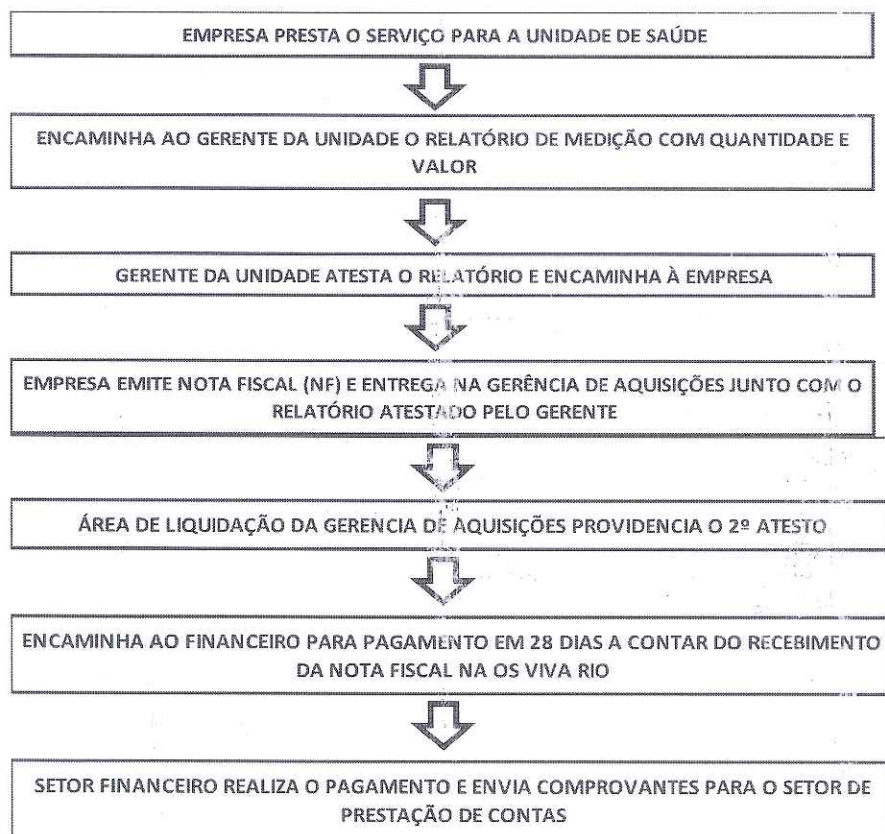 EMPRESA PRESTA O SERVIÇO PARA A UNIDADE DE SAÚDE
ENCAMINHA AO GERENTE DA UNIDADE O RELATÓRIO DE MEDIÇÃO COM QUANTIDADE E
VALOR
GERENTE DA UNIDADE ATESTA O RELATÓRIO E ENCAMINHA À EMPRESA
EMPRESA EMITE NOTA FISCAL (NF) E ENTREGA NA GERÊNCIA DE AQUISIÇÕES JUNTO COM O
RELATÓRIO ATESTADO PELO GERENTE
ÁREA DE LIQUIDAÇÃO DA GERENCIA DE AQUISIÇÕES PROVIDENCIA O 2º ATESTO
ENCAMINHA AO FINANCEIRO PARA PAGAMENTO EM 28 DIAS A CONTAR DO RECEBIMENTO
DA NOTA FISCAL NA OS VIVA RIO
SETOR FINANCEIRO REALIZA O PAGAMENTO E ENVIA COMPROVANTES PARA O SETOR DE
PRESTAÇÃO DE CONTAS